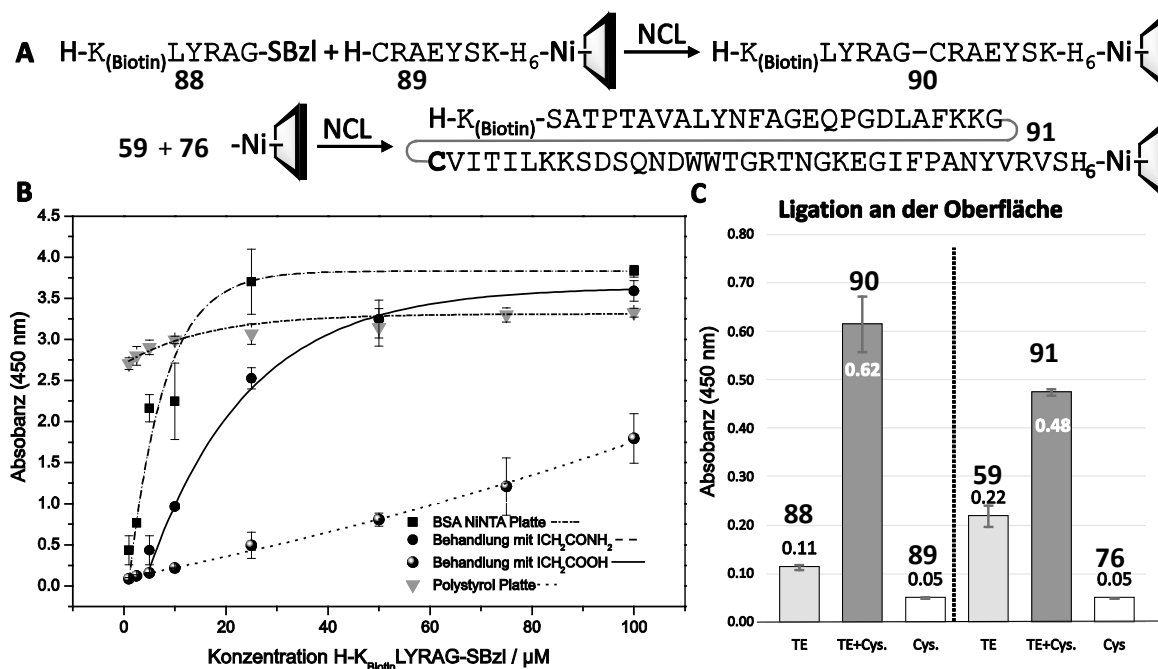 A
H-K(Biotin)LYRAG-SBzl + H-CRAEYSK-H6-Ni NCL H-K(Biotin)LYRAG–CRAEYSK-H6-Ni
88 89 90
59 + 76 -Ni NCL H-K(Biotin)-SATPTAVALYNFAGEQPGDLAFKKG
91
CVITILKKSDSQNDWWTGRTNGKEGIFPANYVRVSH6-Ni
B
Absobanz (450 nm)
4.5
4.0
3.5
3.0
2.5
2.0
1.5
1.0
0.5
0.0
BSA NiNTA Platte
Behandlung mit ICH2CONH2
Behandlung mit ICH2COOH
Polystyrol Platte
0 20 40 60 80 100
Konzentration H-KBiotinLYRAG-SBzl / µM
C
Ligation an der Oberfläche
Absobanz (450 nm)
0.80
0.70
0.60
0.50
0.40
0.30
0.20
0.10
0.00
88
0.11
90
0.62
89
0.05
59
0.22
91
0.48
76
0.05
TE TE+Cys. Cys. TE TE+Cys. Cys